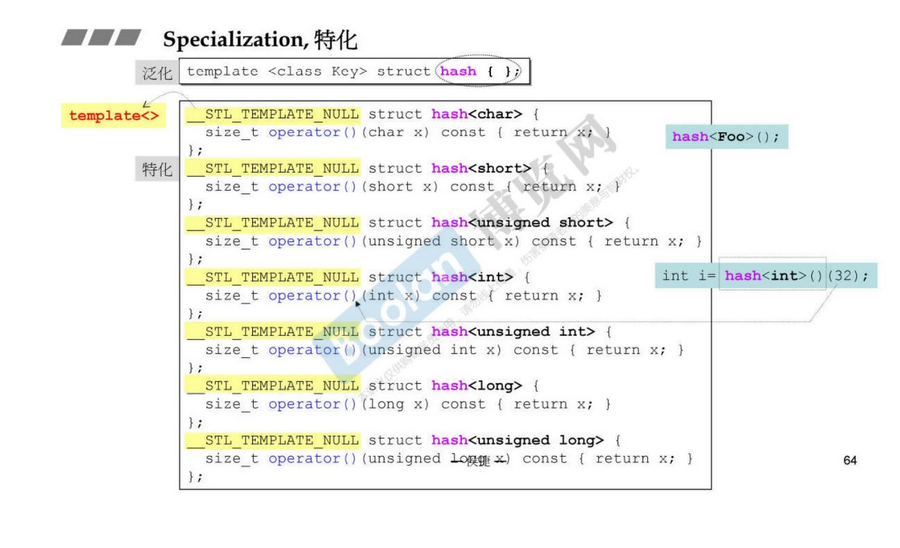 Specialization, 特化
泛化
template <class Key> struct hash { };
template<>
特化
__STL_TEMPLATE_NULL struct hash<char> {
size_t operator()(char x) const { return x; }
};
__STL_TEMPLATE_NULL struct hash<short> {
size_t operator()(short x) const { return x; }
};
__STL_TEMPLATE_NULL struct hash<unsigned short> {
size_t operator()(unsigned short x) const { return x; }
};
__STL_TEMPLATE_NULL struct hash<int> {
size_t operator()(int x) const { return x; }
};
__STL_TEMPLATE_NULL struct hash<unsigned int> {
size_t operator()(unsigned int x) const { return x; }
};
__STL_TEMPLATE_NULL struct hash<long> {
size_t operator()(long x) const { return x; }
};
__STL_TEMPLATE_NULL struct hash<unsigned long> {
size_t operator()(unsigned long x) const { return x; }
};
hash<Foo>();
int i= hash<int>()(32);
Boolan 博览网
— 侯捷 —
64